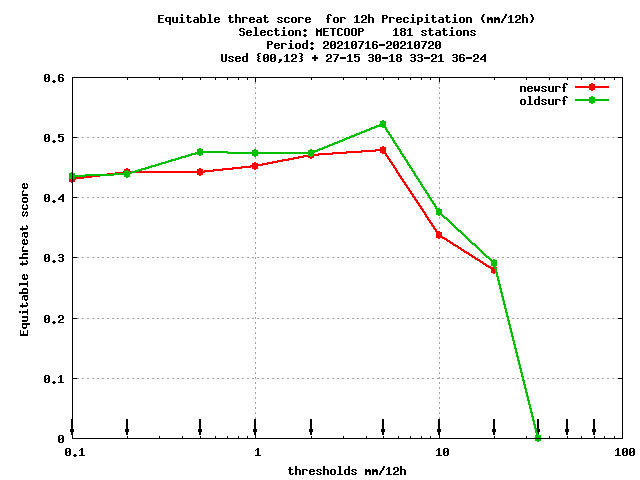 Equitable threat score  for 12h Precipitation (mm/12h)
Selection: METCOOP    181 stations
Period: 20210716-20210720
Used {00,12} + 27-15 30-18 33-21 36-24
newsurf
oldsurf
0.6
0.5
0.4
0.3
0.2
0.1
0
Equitable threat score
0.1 1 10 100
thresholds mm/12h